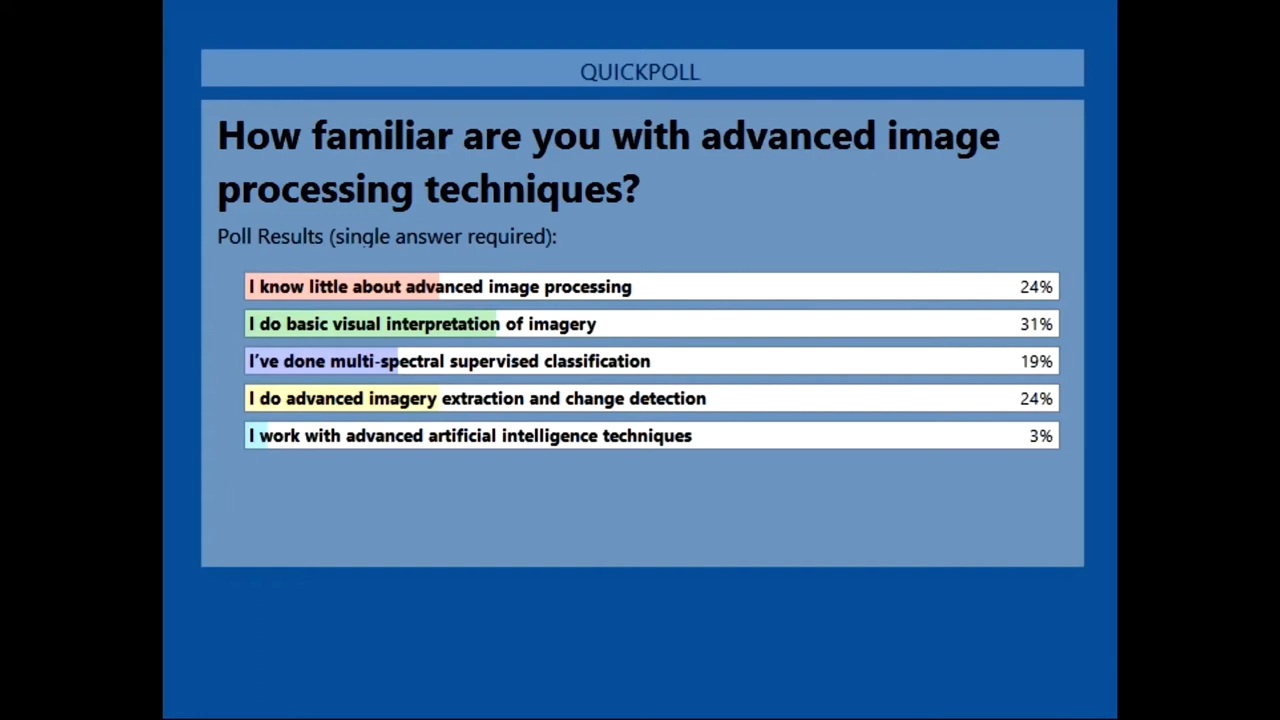 QUICKPOLL
How familiar are you with advanced image
processing techniques?
Poll Results (single answer required):
I know little about advanced image processing 24%
I do basic visual interpretation of imagery 31%
I've done multi-spectral supervised classification 19%
I do advanced imagery extraction and change detection 24%
I work with advanced artificial intelligence techniques 3%